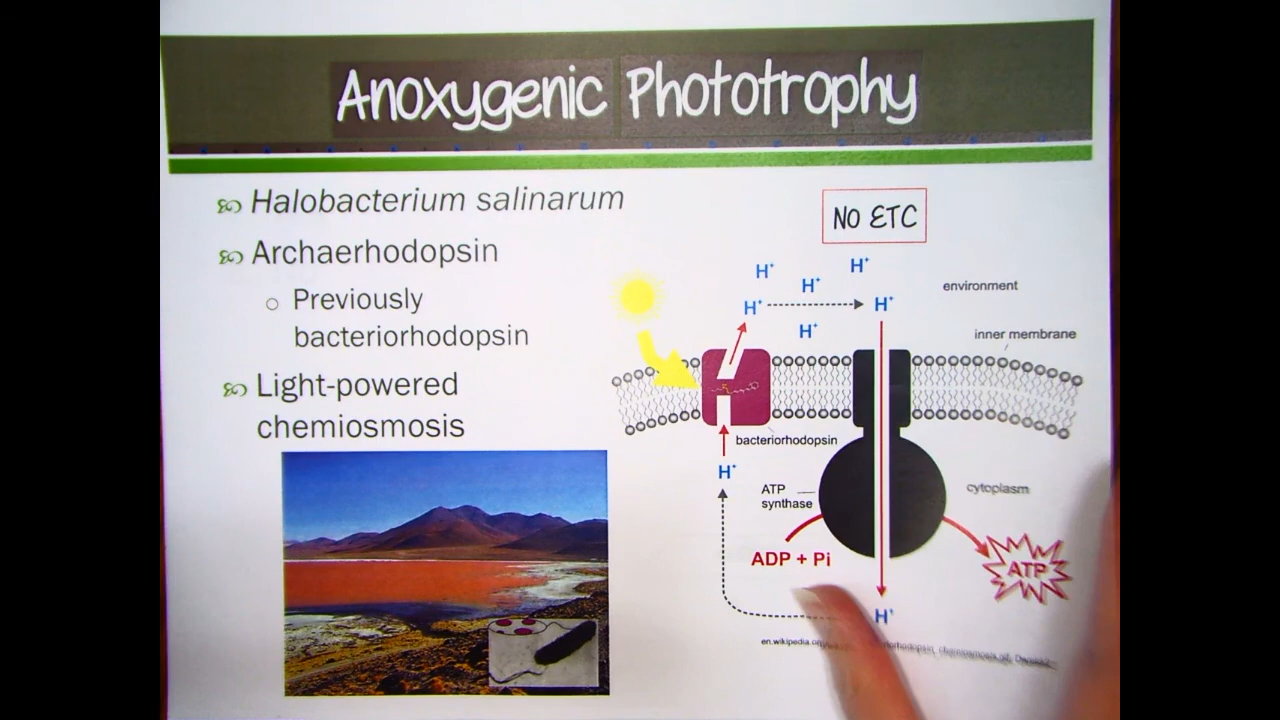 Anoxygenic Phototrophy
Halobacterium salinarum
Archaerhodopsin
Previously
bacteriorhodopsin
Light-powered
chemiosmosis
NO ETC
H⁺
H⁺
H⁺
H⁺
H⁺
H⁺
environment
inner membrane
bacteriorhodopsin
H⁺
ATP
synthase
cytoplasm
ADP + Pi
ATP
H⁺
en.wikipedia.org